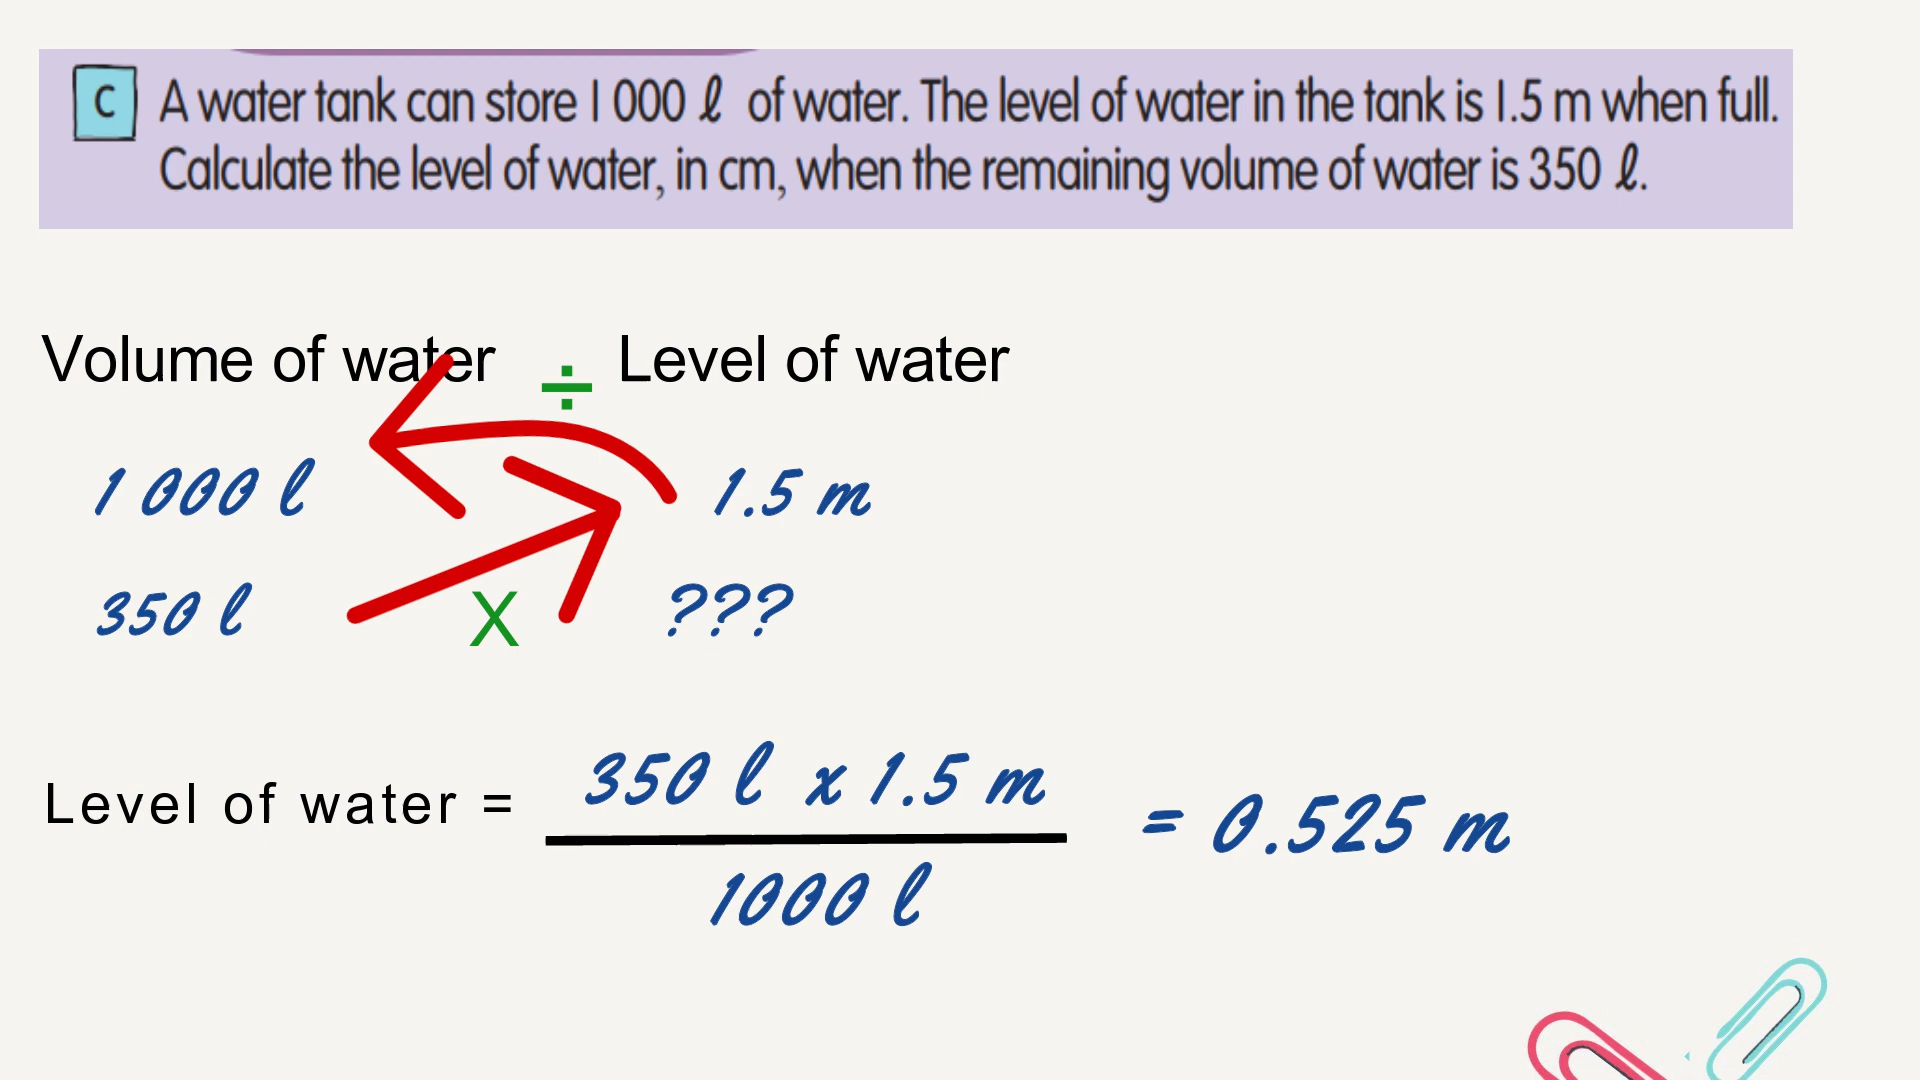 C A water tank can store 1 000 ℓ of water. The level of water in the tank is 1.5 m when full.
Calculate the level of water, in cm, when the remaining volume of water is 350 ℓ.
Volume of water ÷ Level of water
1 000 l 1.5 m
350 l X ???
350 l x 1.5 m
Level of water = = 0.525 m
1000 l